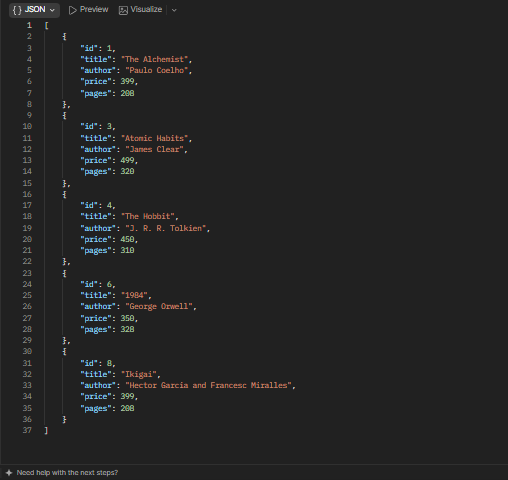 {} JSON Preview Visualize
1 [
2 {
3 "id": 1,
4 "title": "The Alchemist",
5 "author": "Paulo Coelho",
6 "price": 399,
7 "pages": 208
8 },
9 {
10 "id": 3,
11 "title": "Atomic Habits",
12 "author": "James Clear",
13 "price": 499,
14 "pages": 320
15 },
16 {
17 "id": 4,
18 "title": "The Hobbit",
19 "author": "J. R. R. Tolkien",
20 "price": 450,
21 "pages": 310
22 },
23 {
24 "id": 6,
25 "title": "1984",
26 "author": "George Orwell",
27 "price": 350,
28 "pages": 328
29 },
30 {
31 "id": 8,
32 "title": "Ikigai",
33 "author": "Hector Garcia and Francesc Miralles",
34 "price": 399,
35 "pages": 208
36 }
37 ]
Need help with the next steps?